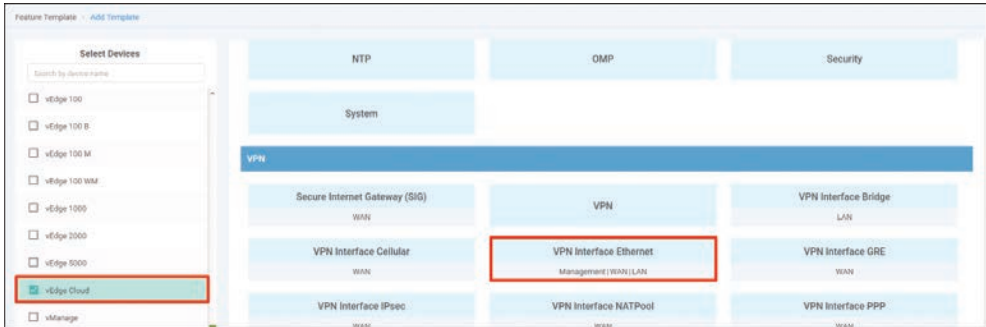 Feature Template > Add Template
Select Devices
Search by device name
vEdge 100
vEdge 100 B
vEdge 100 M
vEdge 100 WM
vEdge 1000
vEdge 2000
vEdge 5000
vEdge Cloud
vManage
NTP
OMP
Security
System
VPN
Secure Internet Gateway (SIG)
WAN
VPN
VPN Interface Bridge
LAN
VPN Interface Cellular
WAN
VPN Interface Ethernet
Management | WAN | LAN
VPN Interface GRE
WAN
VPN Interface IPsec
WAN
VPN Interface NATPool
WAN
VPN Interface PPP
WAN